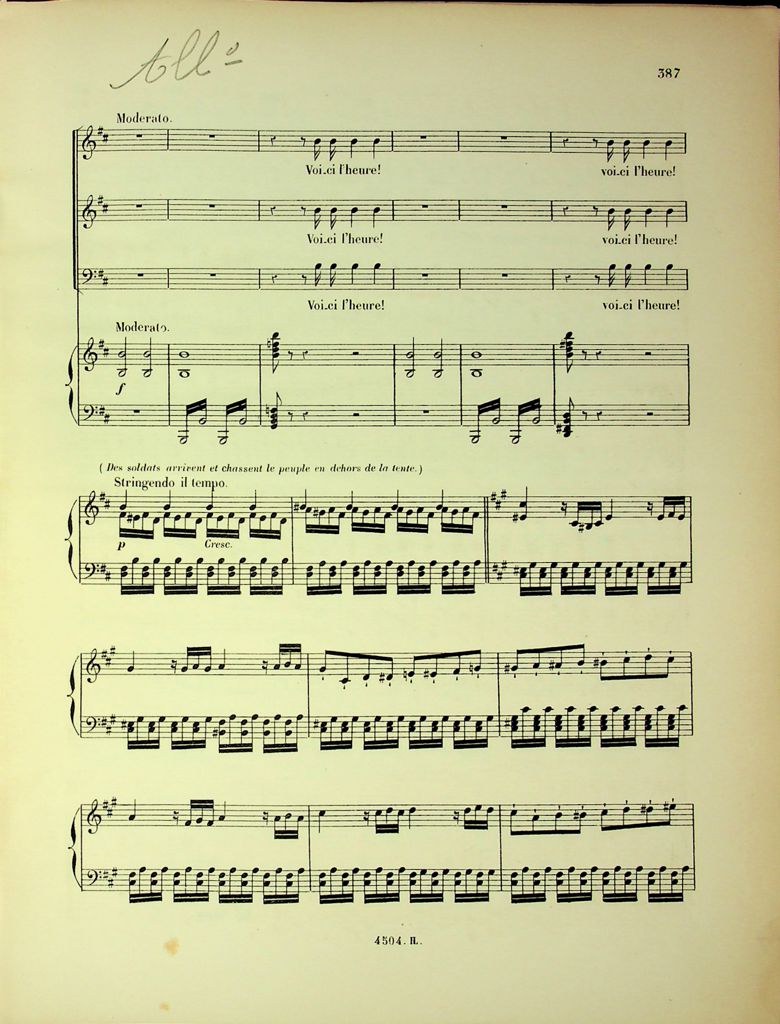 Allo
387
Moderato.
Voi-ci l'heure! voi-ci l'heure!
Voi-ci l'heure! voi-ci l'heure!
Voi-ci l'heure! voi-ci l'heure!
Moderato.
f
(Des soldats arrivent et chassent le peuple en dehors de la tente.)
Stringendo il tempo.
p Cresc.
4504. H.